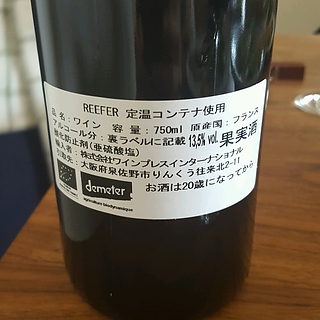 REEFER 定温コンテナ使用
品名：ワイン 容量：750ml 原産国：フランス
アルコール分：裏ラベルに記載 13,5% vol. 果実酒
酸化防止剤(亜硫酸塩)
輸入者：株式会社ワインプレスインターナショナル
引取先：大阪府泉佐野市りんくう往来北2-11
demeter
agriculture biodynamique
お酒は20歳になってから